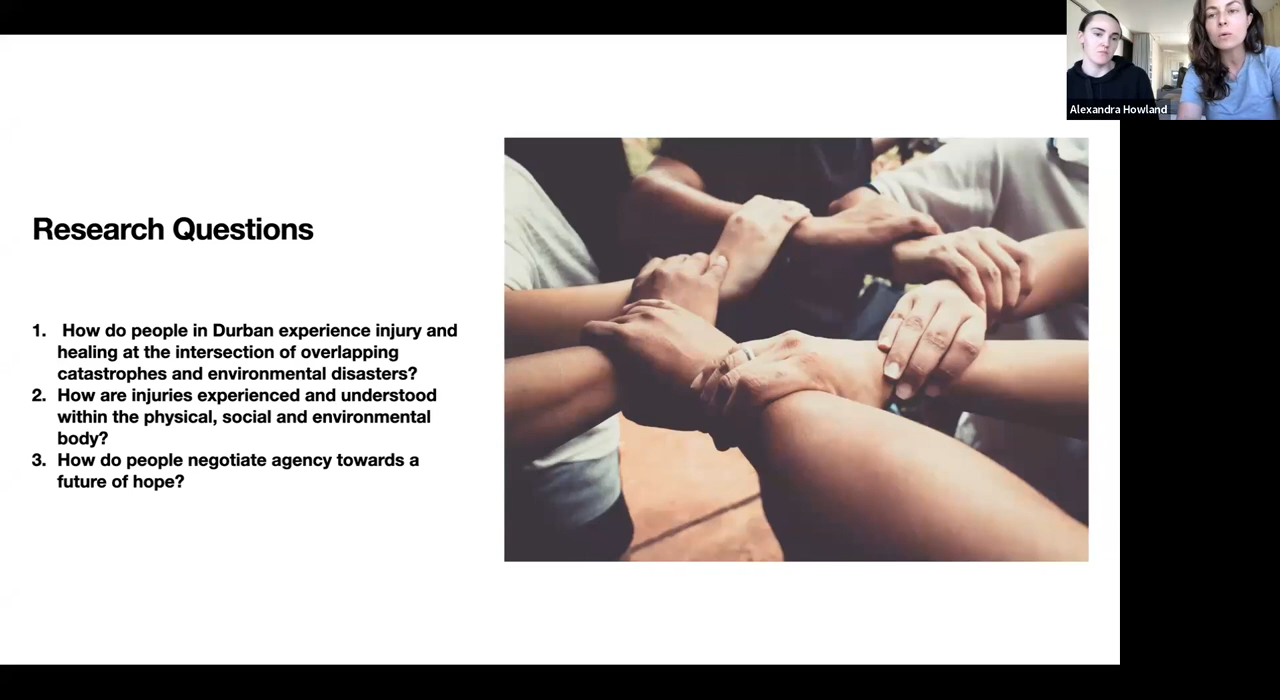 Alexandra Howland
Research Questions
1. How do people in Durban experience injury and
healing at the intersection of overlapping
catastrophes and environmental disasters?
2. How are injuries experienced and understood
within the physical, social and environmental
body?
3. How do people negotiate agency towards a
future of hope?